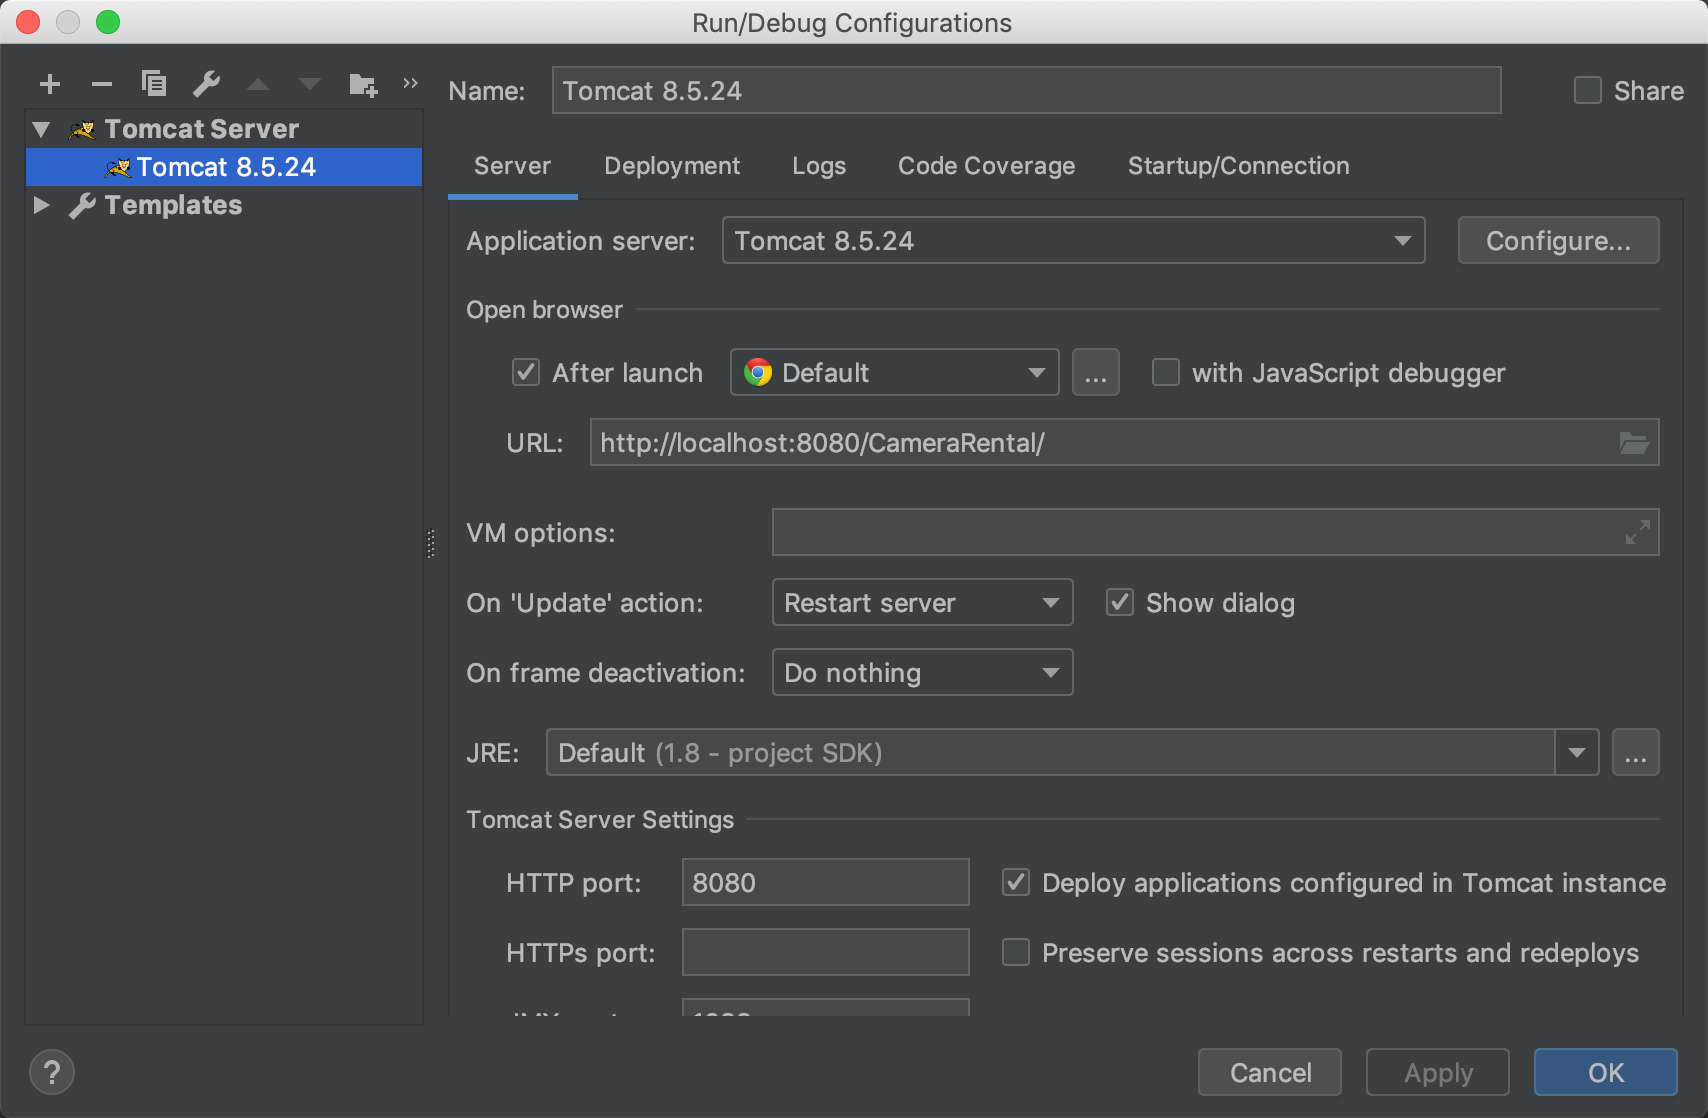 Run/Debug Configurations
Name: Tomcat 8.5.24 Share
Tomcat Server
Tomcat 8.5.24
Templates
Server Deployment Logs Code Coverage Startup/Connection
Application server: Tomcat 8.5.24 Configure...
Open browser
After launch Default ... with JavaScript debugger
URL: http://localhost:8080/CameraRental/
VM options:
On 'Update' action: Restart server Show dialog
On frame deactivation: Do nothing
JRE: Default (1.8 - project SDK) ...
Tomcat Server Settings
HTTP port: 8080 Deploy applications configured in Tomcat instance
HTTPs port: Preserve sessions across restarts and redeploys
? Cancel Apply OK